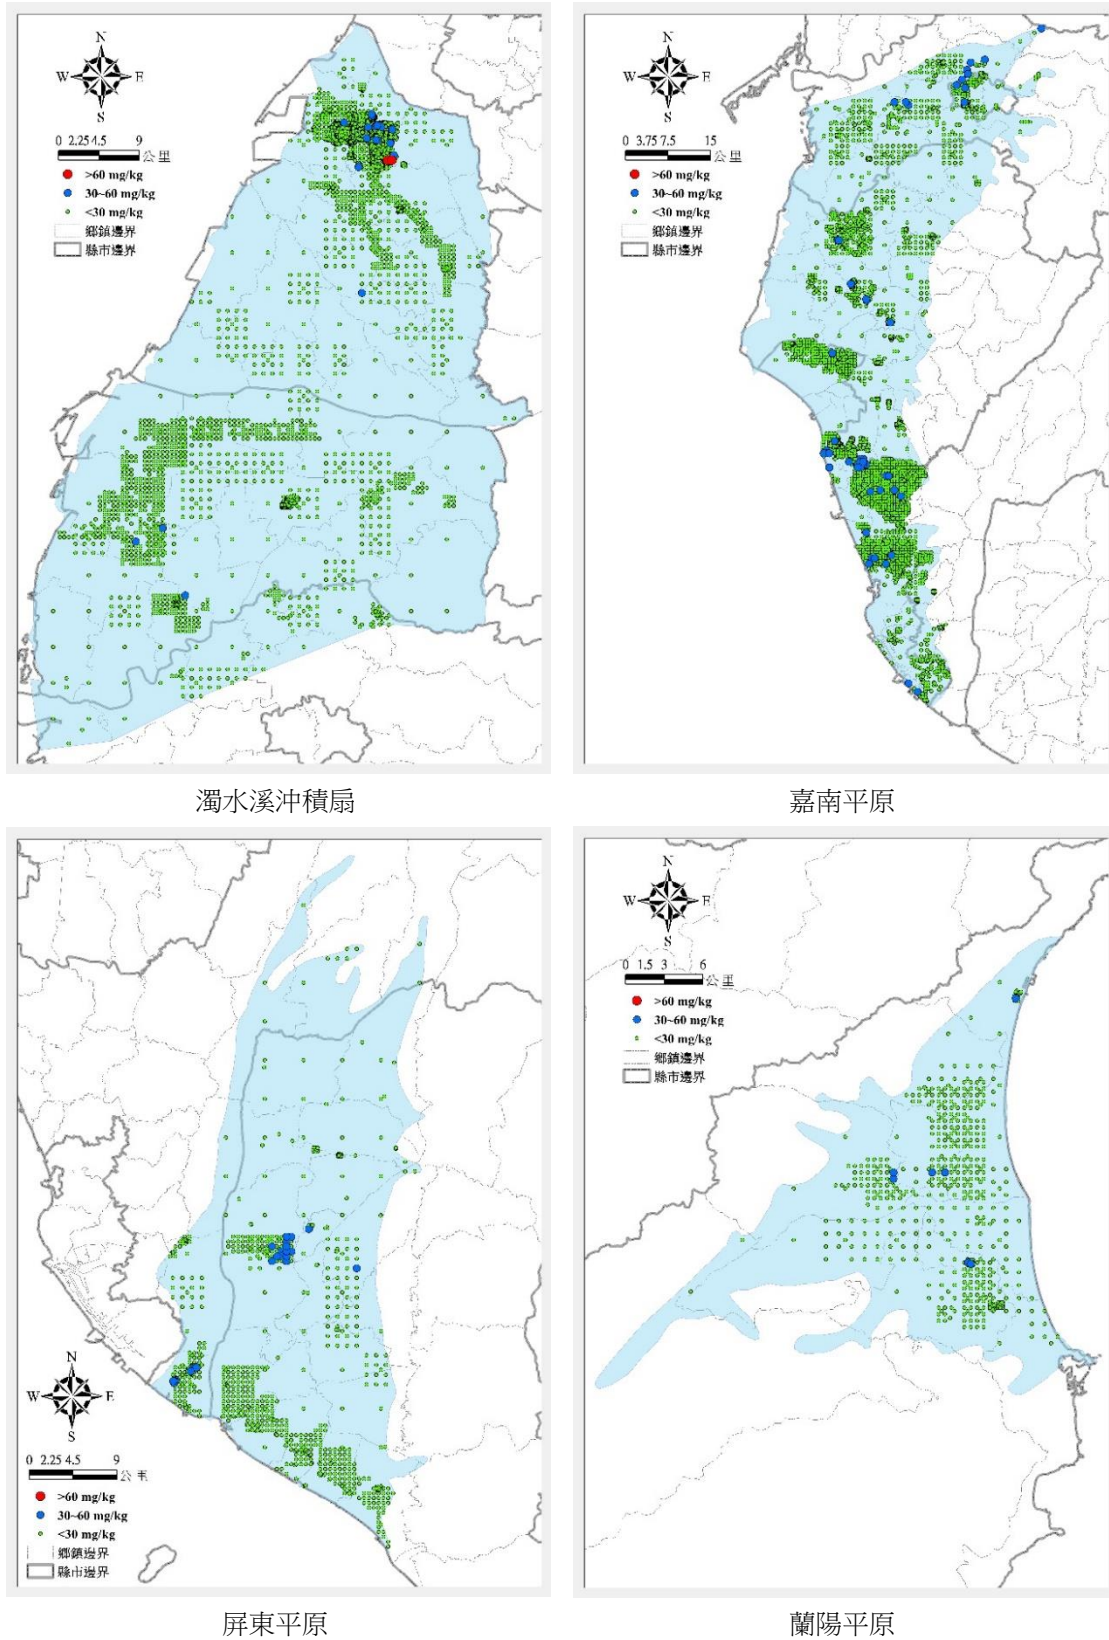 N
W E
S
0 2.25 4.5 9
公里
>60 mg/kg
30~60 mg/kg
<30 mg/kg
鄉鎮邊界
縣市邊界
濁水溪沖積扇
N
W E
S
0 3.75 7.5 15
公里
>60 mg/kg
30~60 mg/kg
<30 mg/kg
鄉鎮邊界
縣市邊界
嘉南平原
N
W E
S
0 2.25 4.5 9
公里
>60 mg/kg
30~60 mg/kg
<30 mg/kg
鄉鎮邊界
縣市邊界
屏東平原
N
W E
S
0 1.5 3 6
公里
>60 mg/kg
30~60 mg/kg
<30 mg/kg
鄉鎮邊界
縣市邊界
蘭陽平原